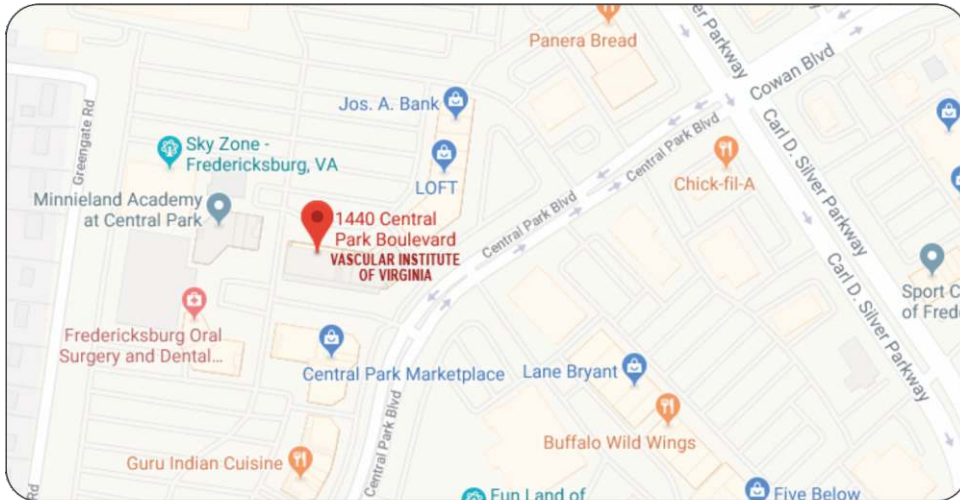 Panera Bread
Silver Parkway
Cowan Blvd
Greengate Rd
Jos. A. Bank
Sky Zone -
Fredericksburg, VA
LOFT
Central Park Blvd
Central Park Blvd
Chick-fil-A
Carl D. Silver Parkway
Carl D. Silver Parkway
Minnieland Academy
at Central Park
1440 Central
Park Boulevard
VASCULAR INSTITUTE
OF VIRGINIA
Sport C
of Frede
Fredericksburg Oral
Surgery and Dental...
Central Park Marketplace
Lane Bryant
Central Park Blvd
Buffalo Wild Wings
Guru Indian Cuisine
Rd
Fun Land of
Five Below